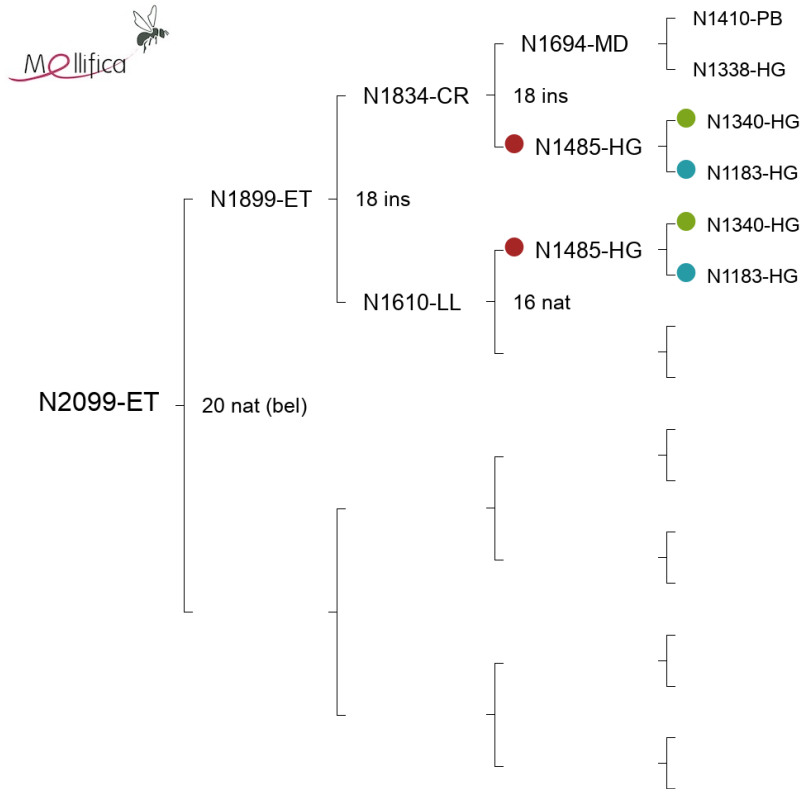 Mellifica
N1410-PB
N1694-MD
N1338-HG
N1834-CR
18 ins
N1340-HG
N1485-HG
N1183-HG
N1899-ET
18 ins
N1340-HG
N1485-HG
N1183-HG
N1610-LL
16 nat
N2099-ET
20 nat (bel)